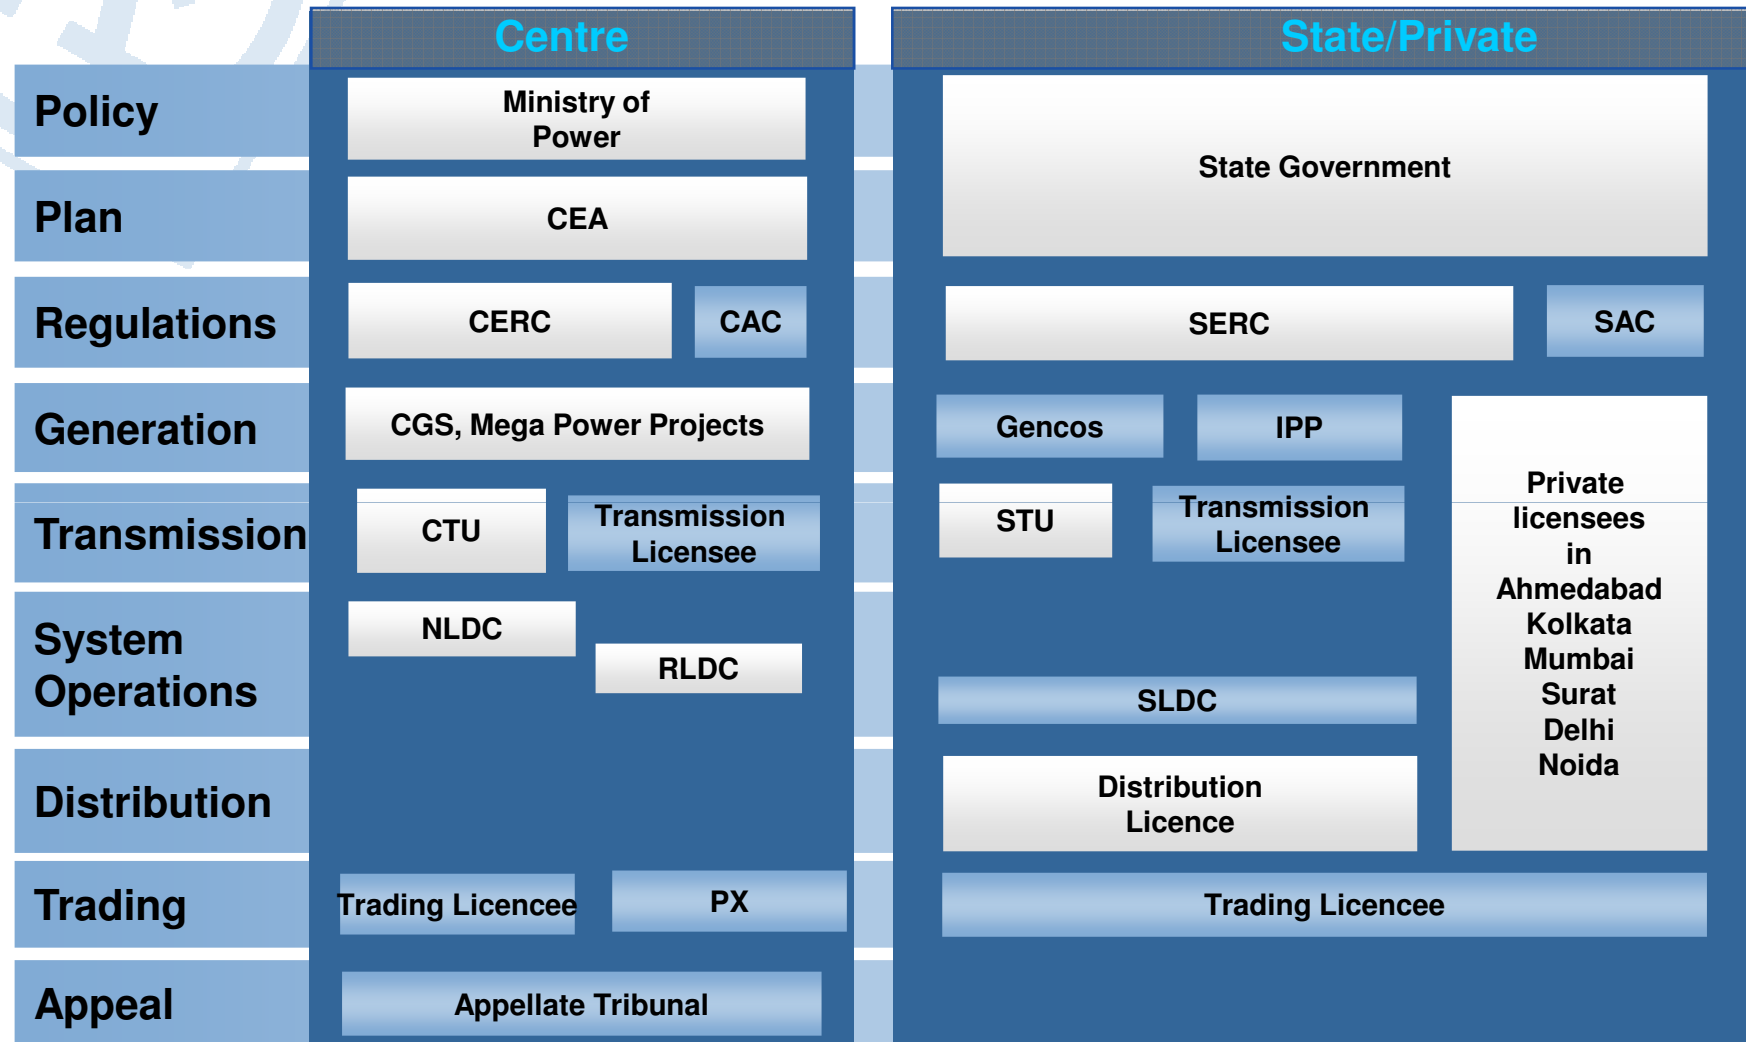 Centre
State/Private
Policy
Ministry of
Power
State Government
Plan
CEA
Regulations
CERC
CAC
SERC
SAC
Generation
CGS, Mega Power Projects
Gencos
IPP
Private
licensees
in
Ahmedabad
Kolkata
Mumbai
Surat
Delhi
Noida
Transmission
CTU
Transmission
Licensee
STU
Transmission
Licensee
System
Operations
NLDC
RLDC
SLDC
Distribution
Distribution
Licence
Trading
Trading Licencee
PX
Trading Licencee
Appeal
Appellate Tribunal